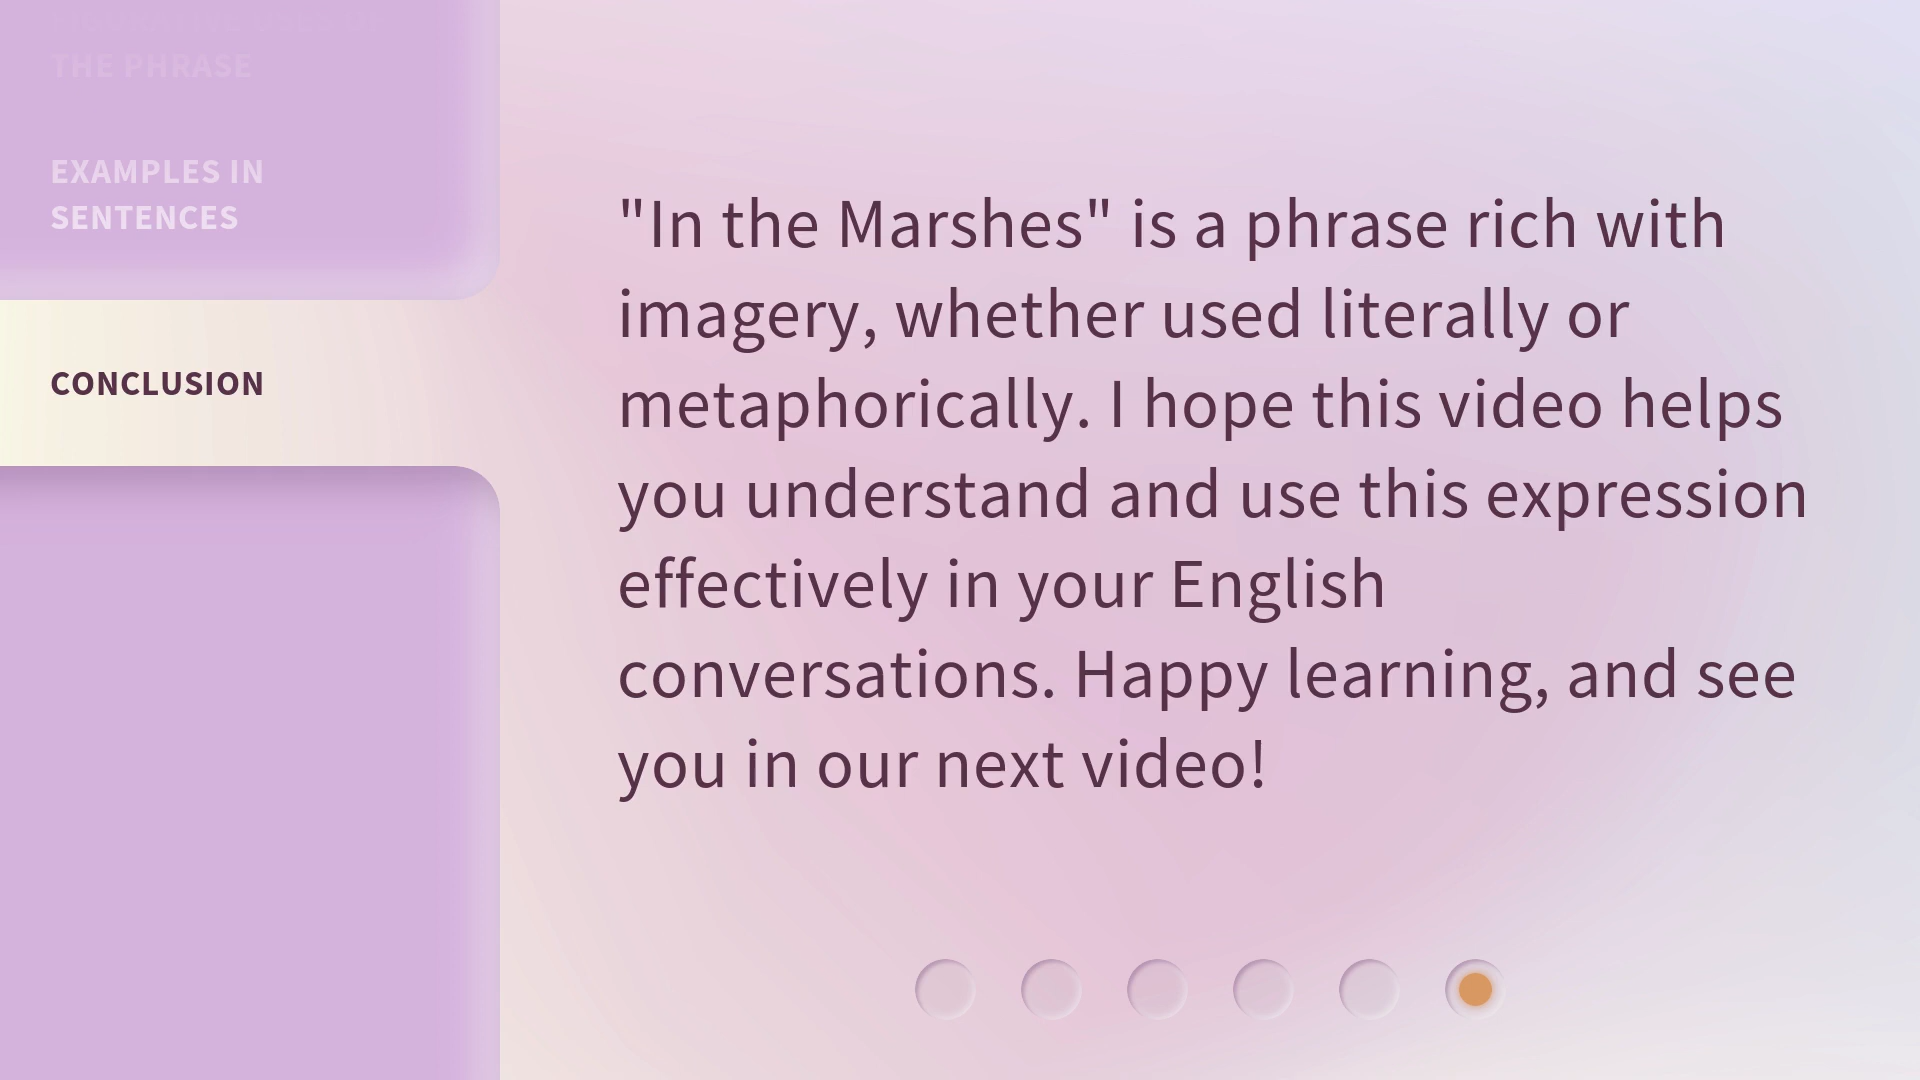 THE PHRASE
EXAMPLES IN
SENTENCES
CONCLUSION
"In the Marshes" is a phrase rich with
imagery, whether used literally or
metaphorically. I hope this video helps
you understand and use this expression
effectively in your English
conversations. Happy learning, and see
you in our next video!